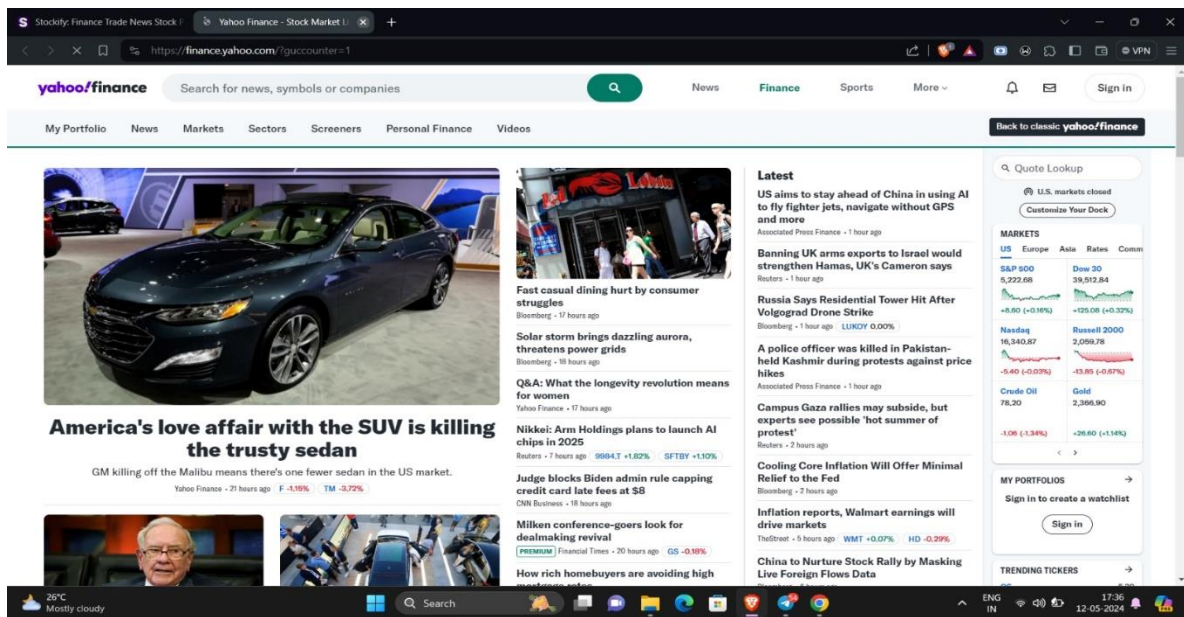 Stockify: Finance Trade News Stock P
Yahoo Finance - Stock Market Li
https://finance.yahoo.com/?guccounter=1
VPN
yahoo!finance
Search for news, symbols or companies
News
Finance
Sports
More
Sign in
My Portfolio
News
Markets
Sectors
Screeners
Personal Finance
Videos
Back to classic yahoo!finance
America's love affair with the SUV is killing
the trusty sedan
GM killing off the Malibu means there's one fewer sedan in the US market.
Yahoo Finance • 21 hours ago F -1.15% TM -3.72%
Lobster
Fast casual dining hurt by consumer
struggles
Bloomberg • 17 hours ago
Solar storm brings dazzling aurora,
threatens power grids
Bloomberg • 18 hours ago
Q&A: What the longevity revolution means
for women
Yahoo Finance • 17 hours ago
Nikkei: Arm Holdings plans to launch AI
chips in 2025
Reuters • 7 hours ago 9984.T +1.82% SFTBY +1.10%
Judge blocks Biden admin rule capping
credit card late fees at $8
CNN Business • 18 hours ago
Milken conference-goers look for
dealmaking revival
PREMIUM Financial Times • 20 hours ago GS -0.18%
How rich homebuyers are avoiding high
mortgage rates
Latest
US aims to stay ahead of China in using AI
to fly fighter jets, navigate without GPS
and more
Associated Press Finance • 1 hour ago
Banning UK arms exports to Israel would
strengthen Hamas, UK's Cameron says
Reuters • 1 hour ago
Russia Says Residential Tower Hit After
Volgograd Drone Strike
Bloomberg • 1 hour ago LUKOY 0.00%
A police officer was killed in Pakistan-
held Kashmir during protests against price
hikes
Associated Press Finance • 1 hour ago
Campus Gaza rallies may subside, but
experts see possible 'hot summer of
protest'
Reuters • 2 hours ago
Cooling Core Inflation Will Offer Minimal
Relief to the Fed
Bloomberg • 2 hours ago
Inflation reports, Walmart earnings will
drive markets
TheStreet • 5 hours ago WMT +0.07% HD -0.29%
China to Nurture Stock Rally by Masking
Live Foreign Flows Data
Quote Lookup
U.S. markets closed
Customize Your Dock
MARKETS
US Europe Asia Rates Comm
S&P 500
5,222.68
+8.60 (+0.16%)
Dow 30
39,512.84
+125.08 (+0.32%)
Nasdaq
16,340.87
-5.40 (-0.03%)
Russell 2000
2,059.78
-13.85 (-0.67%)
Crude Oil
78.20
-1.06 (-1.34%)
Gold
2,366.90
+26.60 (+1.14%)
MY PORTFOLIOS
Sign in to create a watchlist
Sign in
TRENDING TICKERS
26°C
Mostly cloudy
Search
ENG
IN
17:36
12-05-2024